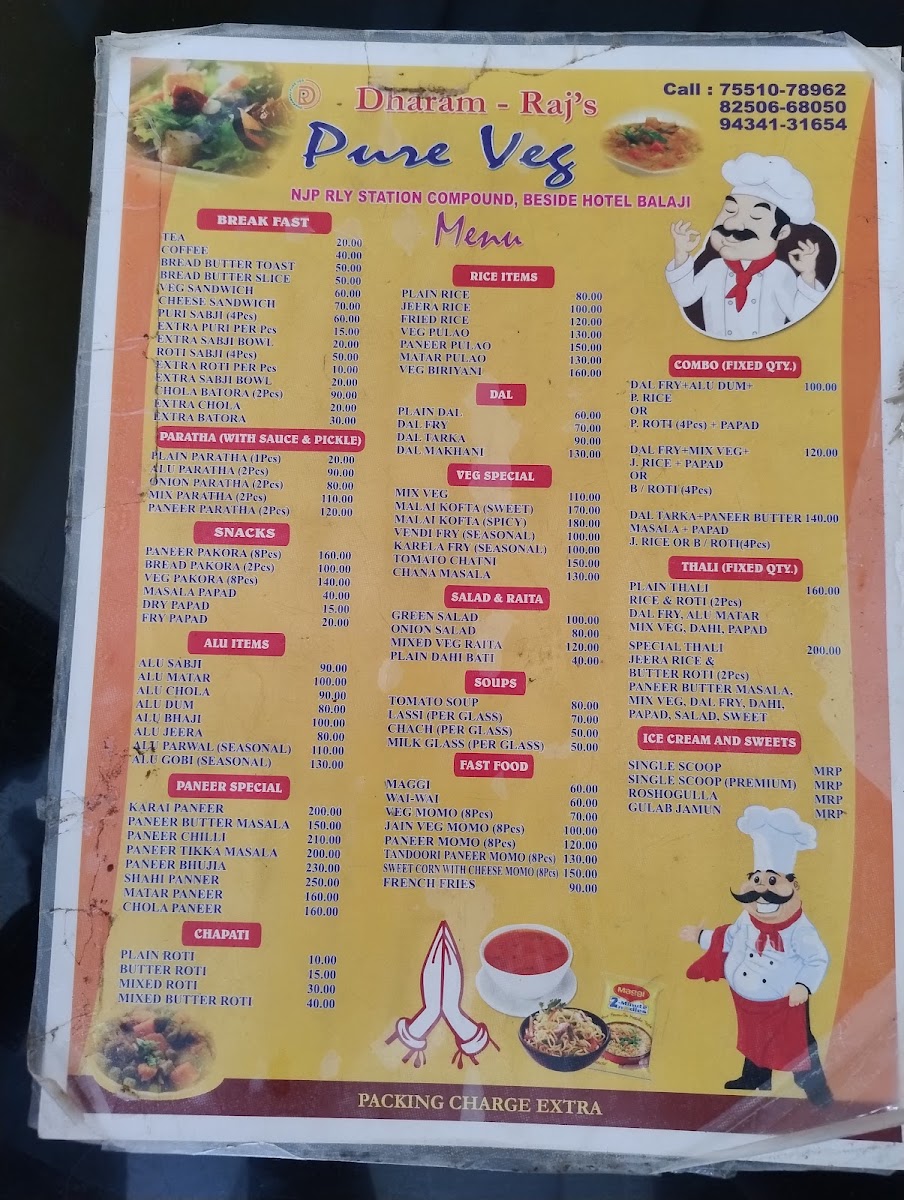 Dharam - Raj's
Pure Veg
Call : 75510-78962
82506-68050
94341-31654
NJP RLY STATION COMPOUND, BESIDE HOTEL BALAJI
Menu
BREAK FAST
TEA 20.00
COFFEE 40.00
BREAD BUTTER TOAST 50.00
BREAD BUTTER SLICE 50.00
VEG SANDWICH 60.00
CHEESE SANDWICH 70.00
PURI SABJI (4Pcs) 60.00
EXTRA PURI PER Pcs 15.00
EXTRA SABJI BOWL 20.00
ROTI SABJI (4Pcs) 50.00
EXTRA ROTI PER Pcs 10.00
EXTRA SABJI BOWL 20.00
CHOLA BATORA (2Pcs) 90.00
EXTRA CHOLA 20.00
EXTRA BATORA 30.00
PARATHA (WITH SAUCE & PICKLE)
PLAIN PARATHA (1Pcs) 20.00
ALU PARATHA (2Pcs) 90.00
ONION PARATHA (2Pcs) 80.00
MIX PARATHA (2Pcs) 110.00
PANEER PARATHA (2Pcs) 120.00
SNACKS
PANEER PAKORA (8Pcs) 160.00
BREAD PAKORA (2Pcs) 100.00
VEG PAKORA (8Pcs) 140.00
MASALA PAPAD 40.00
DRY PAPAD 15.00
FRY PAPAD 20.00
ALU ITEMS
ALU SABJI 90.00
ALU MATAR 100.00
ALU CHOLA 90.00
ALU DUM 80.00
ALU BHAJI 100.00
ALU JEERA 80.00
ALU PARWAL (SEASONAL) 110.00
ALU GOBI (SEASONAL) 130.00
PANEER SPECIAL
KARAI PANEER 200.00
PANEER BUTTER MASALA 150.00
PANEER CHILLI 210.00
PANEER TIKKA MASALA 200.00
PANEER BHUJIA 230.00
SHAHI PANNER 250.00
MATAR PANEER 160.00
CHOLA PANEER 160.00
CHAPATI
PLAIN ROTI 10.00
BUTTER ROTI 15.00
MIXED ROTI 30.00
MIXED BUTTER ROTI 40.00
RICE ITEMS
PLAIN RICE 80.00
JEERA RICE 100.00
FRIED RICE 120.00
VEG PULAO 130.00
PANEER PULAO 150.00
MATAR PULAO 130.00
VEG BIRIYANI 160.00
DAL
PLAIN DAL 60.00
DAL FRY 70.00
DAL TARKA 90.00
DAL MAKHANI 130.00
VEG SPECIAL
MIX VEG 110.00
MALAI KOFTA (SWEET) 170.00
MALAI KOFTA (SPICY) 180.00
VENDI FRY (SEASONAL) 100.00
KARELA FRY (SEASONAL) 100.00
TOMATO CHATNI 150.00
CHANA MASALA 130.00
SALAD & RAITA
GREEN SALAD 100.00
ONION SALAD 80.00
MIXED VEG RAITA 120.00
PLAIN DAHI BATI 40.00
SOUPS
TOMATO SOUP 80.00
LASSI (PER GLASS) 70.00
CHACH (PER GLASS) 50.00
MILK GLASS (PER GLASS) 50.00
FAST FOOD
MAGGI 60.00
WAI-WAI 60.00
VEG MOMO (8Pcs) 70.00
JAIN VEG MOMO (8Pcs) 100.00
PANEER MOMO (8Pcs) 120.00
TANDOORI PANEER MOMO (8Pcs) 130.00
SWEET CORN WITH CHEESE MOMO (8Pcs) 150.00
FRENCH FRIES 90.00
COMBO (FIXED QTY.)
DAL FRY+ALU DUM+ 100.00
P. RICE
OR
P. ROTI (4Pcs) + PAPAD
DAL FRY+MIX VEG+ 120.00
J. RICE + PAPAD
OR
B / ROTI (4Pcs)
DAL TARKA+PANEER BUTTER 140.00
MASALA + PAPAD
J. RICE OR B / ROTI(4Pcs)
THALI (FIXED QTY.)
PLAIN THALI 160.00
RICE & ROTI (2Pcs)
DAL FRY, ALU MATAR
MIX VEG, DAHI, PAPAD
SPECIAL THALI 200.00
JEERA RICE &
BUTTER ROTI (2Pcs)
PANEER BUTTER MASALA,
MIX VEG, DAL FRY, DAHI,
PAPAD, SALAD, SWEET
ICE CREAM AND SWEETS
SINGLE SCOOP MRP
SINGLE SCOOP (PREMIUM) MRP
ROSHOGULLA MRP
GULAB JAMUN MRP
Maggi
2-Minute
noodles
PACKING CHARGE EXTRA